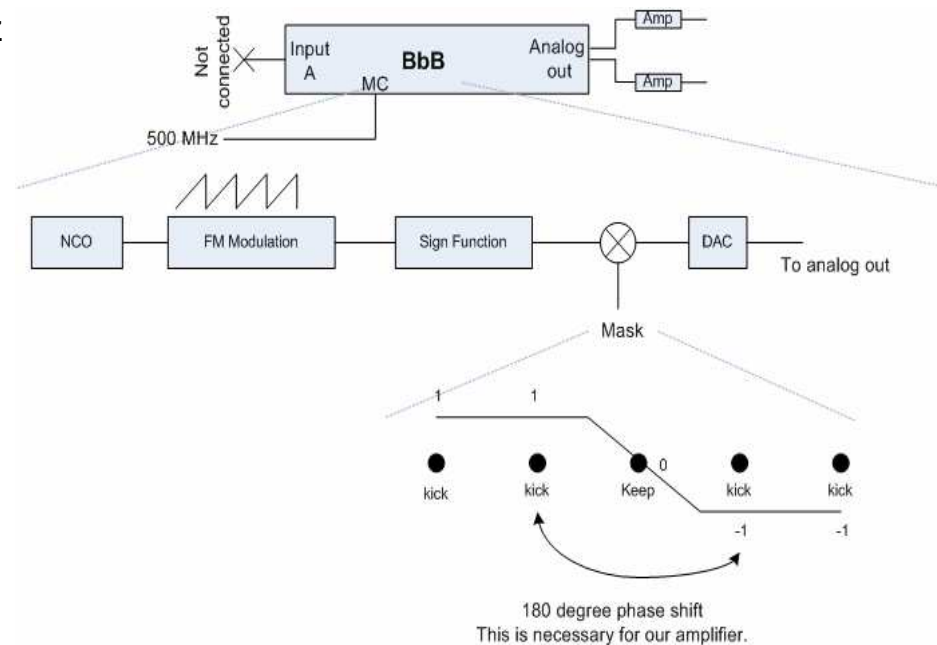 Not connected
Input A
BbB
MC
Analog out
Amp
Amp
500 MHz
NCO
FM Modulation
Sign Function
DAC
To analog out
Mask
1
1
0
kick
kick
Keep
kick
kick
-1
-1
180 degree phase shift
This is necessary for our amplifier.